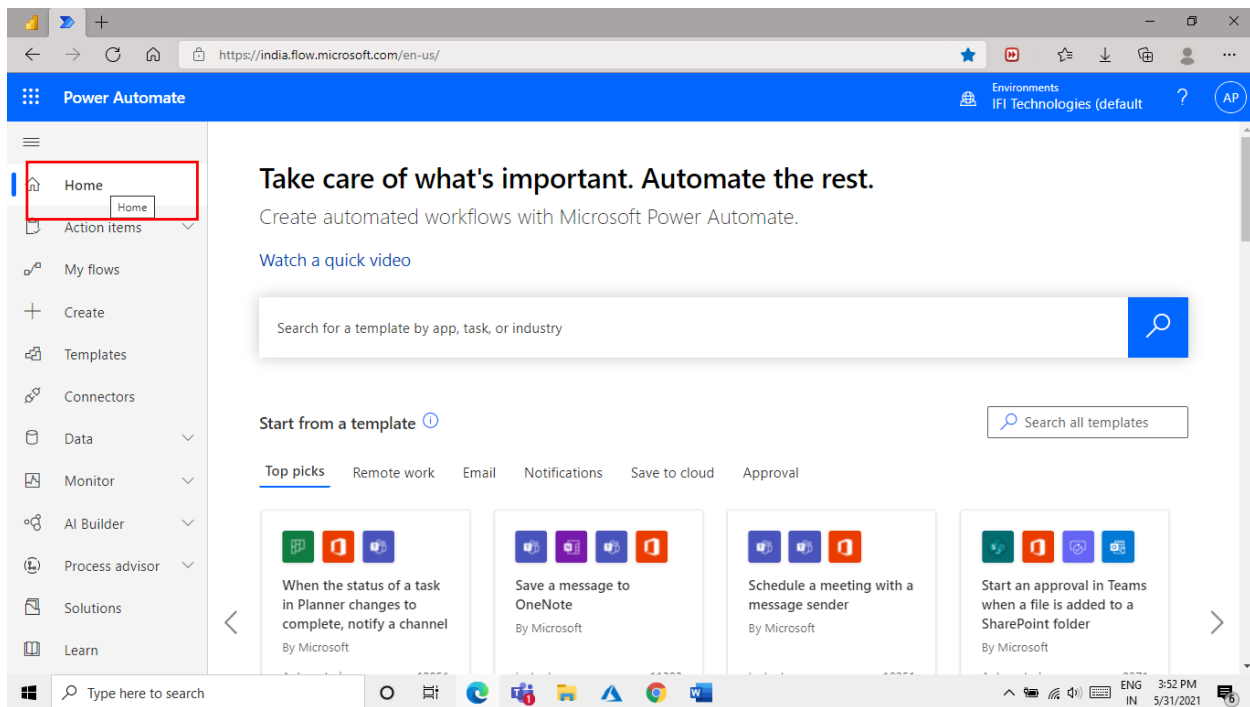 https://india.flow.microsoft.com/en-us/
Power Automate
Environments
IFI Technologies (default
?
AP
Home
Home
Action items
My flows
Create
Templates
Connectors
Data
Monitor
AI Builder
Process advisor
Solutions
Learn
Take care of what's important. Automate the rest.
Create automated workflows with Microsoft Power Automate.
Watch a quick video
Search for a template by app, task, or industry
Start from a template
Search all templates
Top picks Remote work Email Notifications Save to cloud Approval
When the status of a task
in Planner changes to
complete, notify a channel
By Microsoft
Save a message to
OneNote
By Microsoft
Schedule a meeting with a
message sender
By Microsoft
Start an approval in Teams
when a file is added to a
SharePoint folder
By Microsoft
Type here to search
ENG
IN
3:52 PM
5/31/2021
6